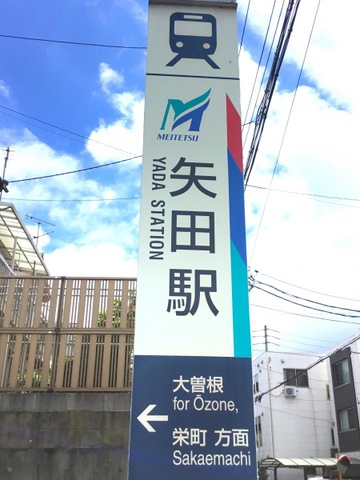 MEITETSU
矢田駅
YADA STATION
大曽根
for Ōzone,
栄町 方面
Sakaemachi